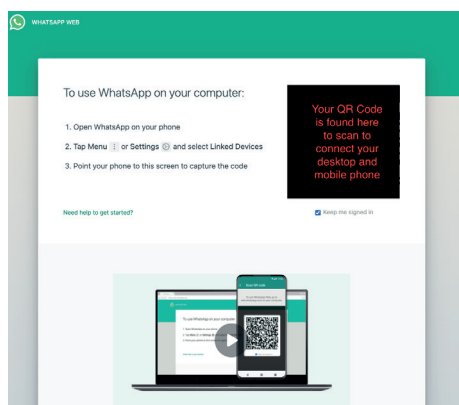 WHATSAPP WEB
To use WhatsApp on your computer:
1. Open WhatsApp on your phone
2. Tap Menu or Settings and select Linked Devices
3. Point your phone to this screen to capture the code
Need help to get started?
Your QR Code
is found here
to scan to
connect your
desktop and
mobile phone
Keep me signed in
Scan QR code
To use WhatsApp on your computer: